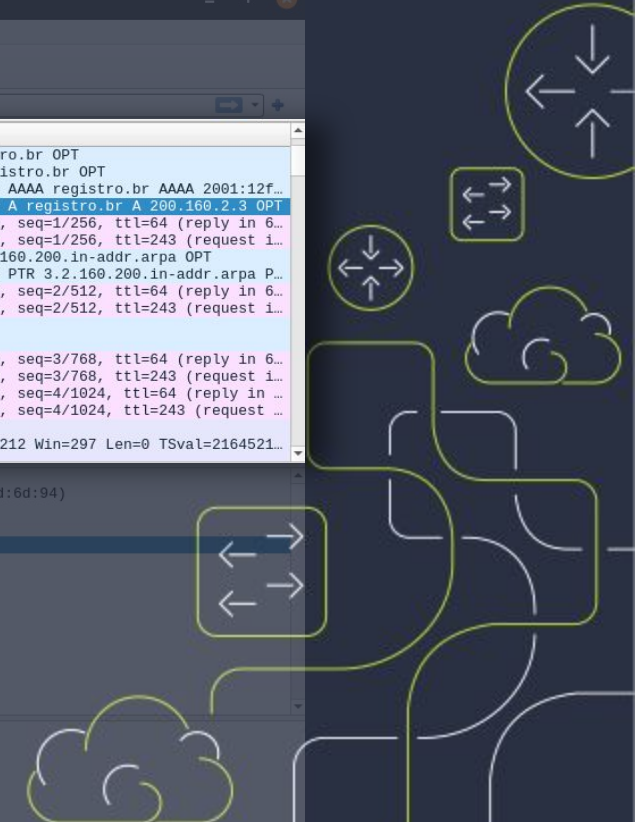 ro.br OPT
istro.br OPT
AAAA registro.br AAAA 2001:12f…
A registro.br A 200.160.2.3 OPT
, seq=1/256, ttl=64 (reply in 6…
, seq=1/256, ttl=243 (request i…
160.200.in-addr.arpa OPT
PTR 3.2.160.200.in-addr.arpa P…
, seq=2/512, ttl=64 (reply in 6…
, seq=2/512, ttl=243 (request i…
, seq=3/768, ttl=64 (reply in 6…
, seq=3/768, ttl=243 (request i…
, seq=4/1024, ttl=64 (reply in …
, seq=4/1024, ttl=243 (request …
212 Win=297 Len=0 TSval=2164521…
d:6d:94)